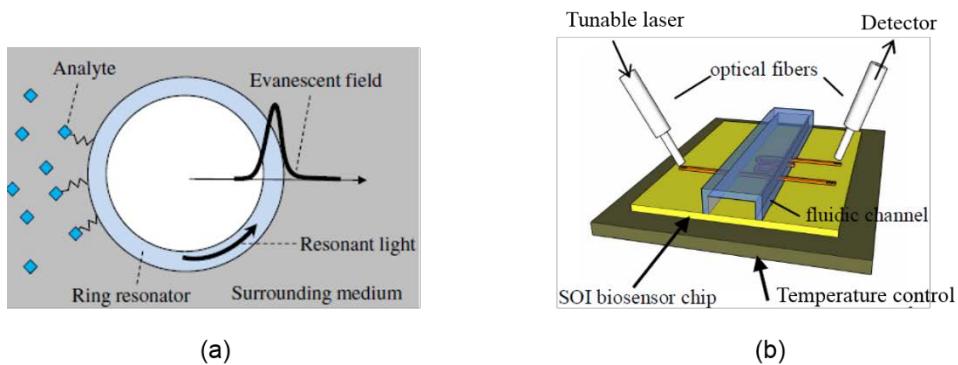 Analyte
Evanescent field
Resonant light
Ring resonator
Surrounding medium
(a)
Tunable laser
Detector
optical fibers
fluidic channel
SOI biosensor chip
Temperature control
(b)